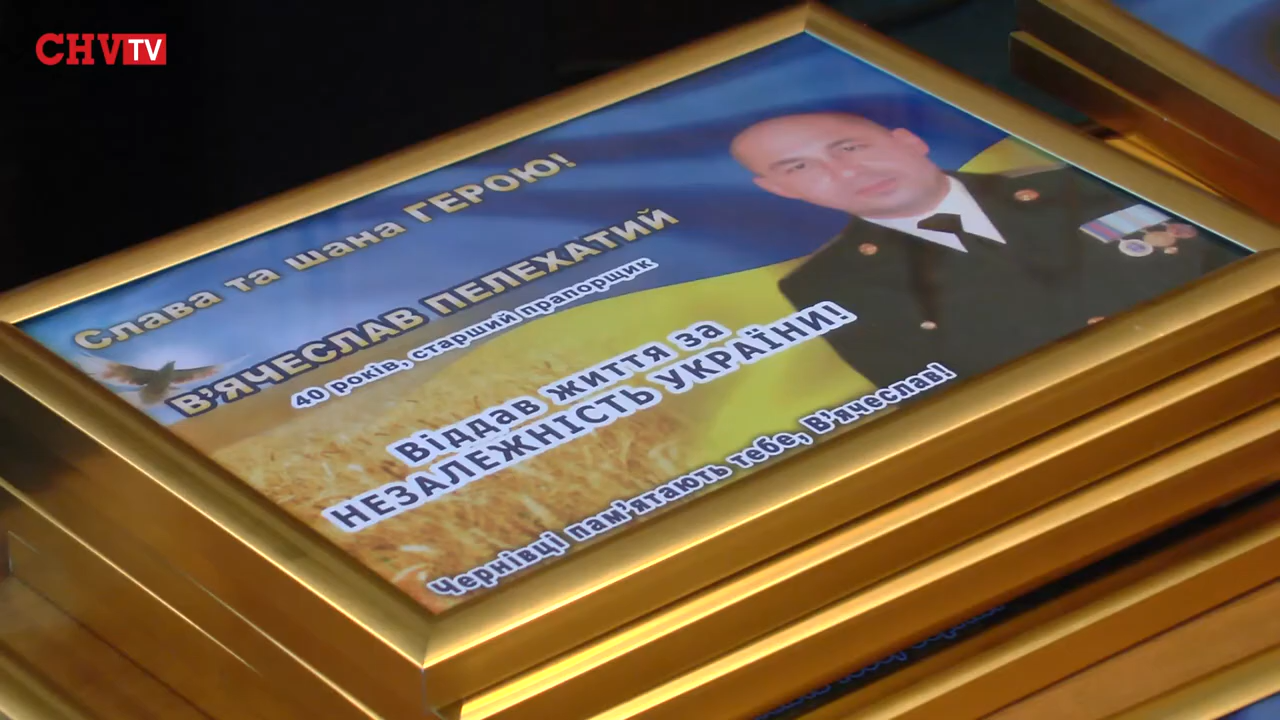 CHVTV
Слава та шана ГЕРОЮ!
В'ЯЧЕСЛАВ ПЕЛЕХАТИЙ
40 років, старший прапорщик
Віддав життя за
НЕЗАЛЕЖНІСТЬ УКРАЇНИ!
Чернівці пам'ятають тебе, В'ячеслав!